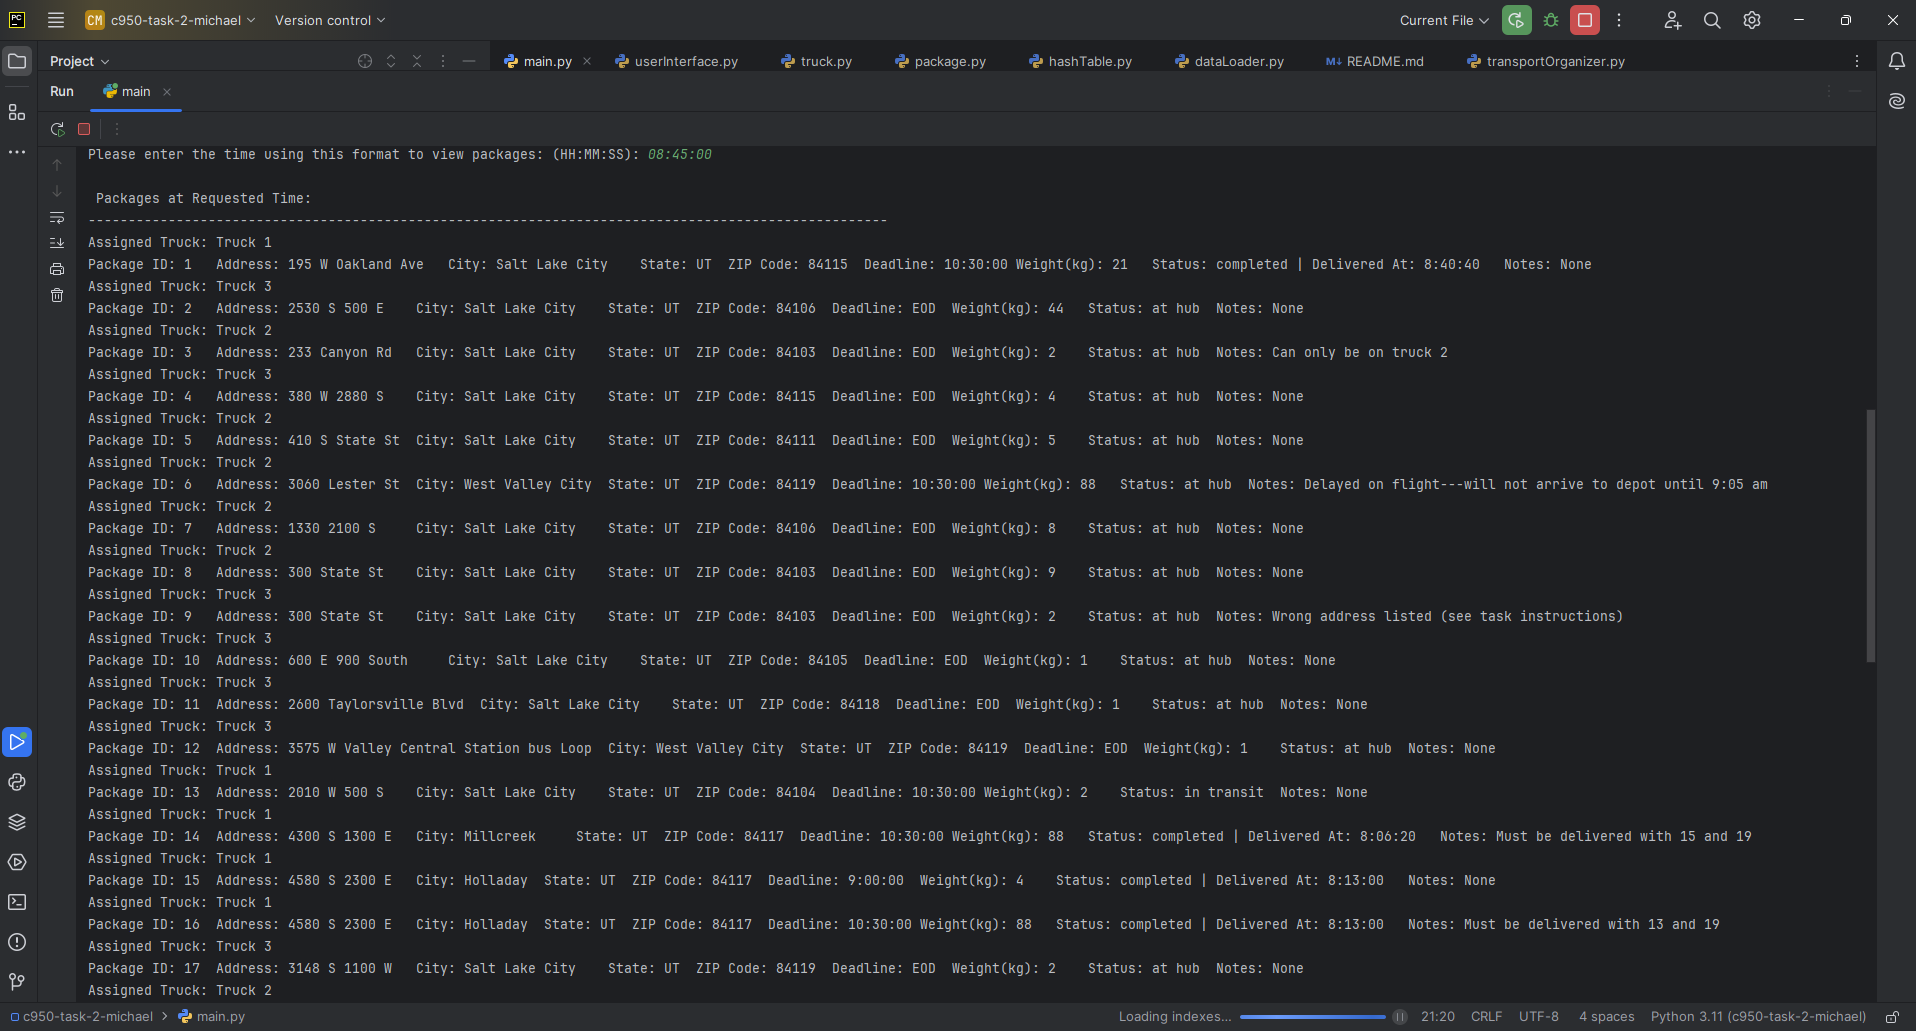 PC CM c950-task-2-michael Version control Current File
Project main.py userInterface.py truck.py package.py hashTable.py dataLoader.py M↓ README.md transportOrganizer.py
Run main
Please enter the time using this format to view packages: (HH:MM:SS): 08:45:00
Packages at Requested Time:
----------------------------------------------------------------------------------------------------
Assigned Truck: Truck 1
Package ID: 1   Address: 195 W Oakland Ave   City: Salt Lake City    State: UT  ZIP Code: 84115  Deadline: 10:30:00 Weight(kg): 21   Status: completed | Delivered At: 8:40:40   Notes: None
Assigned Truck: Truck 3
Package ID: 2   Address: 2530 S 500 E    City: Salt Lake City    State: UT  ZIP Code: 84106  Deadline: EOD  Weight(kg): 44   Status: at hub  Notes: None
Assigned Truck: Truck 2
Package ID: 3   Address: 233 Canyon Rd   City: Salt Lake City    State: UT  ZIP Code: 84103  Deadline: EOD  Weight(kg): 2    Status: at hub  Notes: Can only be on truck 2
Assigned Truck: Truck 3
Package ID: 4   Address: 380 W 2880 S    City: Salt Lake City    State: UT  ZIP Code: 84115  Deadline: EOD  Weight(kg): 4    Status: at hub  Notes: None
Assigned Truck: Truck 2
Package ID: 5   Address: 410 S State St  City: Salt Lake City    State: UT  ZIP Code: 84111  Deadline: EOD  Weight(kg): 5    Status: at hub  Notes: None
Assigned Truck: Truck 2
Package ID: 6   Address: 3060 Lester St  City: West Valley City  State: UT  ZIP Code: 84119  Deadline: 10:30:00 Weight(kg): 88   Status: at hub  Notes: Delayed on flight---will not arrive to depot until 9:05 am
Assigned Truck: Truck 2
Package ID: 7   Address: 1330 2100 S     City: Salt Lake City    State: UT  ZIP Code: 84106  Deadline: EOD  Weight(kg): 8    Status: at hub  Notes: None
Assigned Truck: Truck 2
Package ID: 8   Address: 300 State St    City: Salt Lake City    State: UT  ZIP Code: 84103  Deadline: EOD  Weight(kg): 9    Status: at hub  Notes: None
Assigned Truck: Truck 3
Package ID: 9   Address: 300 State St    City: Salt Lake City    State: UT  ZIP Code: 84103  Deadline: EOD  Weight(kg): 2    Status: at hub  Notes: Wrong address listed (see task instructions)
Assigned Truck: Truck 3
Package ID: 10  Address: 600 E 900 South     City: Salt Lake City    State: UT  ZIP Code: 84105  Deadline: EOD  Weight(kg): 1    Status: at hub  Notes: None
Assigned Truck: Truck 3
Package ID: 11  Address: 2600 Taylorsville Blvd  City: Salt Lake City    State: UT  ZIP Code: 84118  Deadline: EOD  Weight(kg): 1    Status: at hub  Notes: None
Assigned Truck: Truck 3
Package ID: 12  Address: 3575 W Valley Central Station bus Loop  City: West Valley City  State: UT  ZIP Code: 84119  Deadline: EOD  Weight(kg): 1    Status: at hub  Notes: None
Assigned Truck: Truck 1
Package ID: 13  Address: 2010 W 500 S    City: Salt Lake City    State: UT  ZIP Code: 84104  Deadline: 10:30:00 Weight(kg): 2    Status: in transit  Notes: None
Assigned Truck: Truck 1
Package ID: 14  Address: 4300 S 1300 E   City: Millcreek     State: UT  ZIP Code: 84117  Deadline: 10:30:00 Weight(kg): 88   Status: completed | Delivered At: 8:06:20   Notes: Must be delivered with 15 and 19
Assigned Truck: Truck 1
Package ID: 15  Address: 4580 S 2300 E   City: Holladay  State: UT  ZIP Code: 84117  Deadline: 9:00:00  Weight(kg): 4    Status: completed | Delivered At: 8:13:00   Notes: None
Assigned Truck: Truck 1
Package ID: 16  Address: 4580 S 2300 E   City: Holladay  State: UT  ZIP Code: 84117  Deadline: 10:30:00 Weight(kg): 88   Status: completed | Delivered At: 8:13:00   Notes: Must be delivered with 13 and 19
Assigned Truck: Truck 3
Package ID: 17  Address: 3148 S 1100 W   City: Salt Lake City    State: UT  ZIP Code: 84119  Deadline: EOD  Weight(kg): 2    Status: at hub  Notes: None
Assigned Truck: Truck 2
c950-task-2-michael > main.py Loading indexes... 21:20 CRLF UTF-8 4 spaces Python 3.11 (c950-task-2-michael)